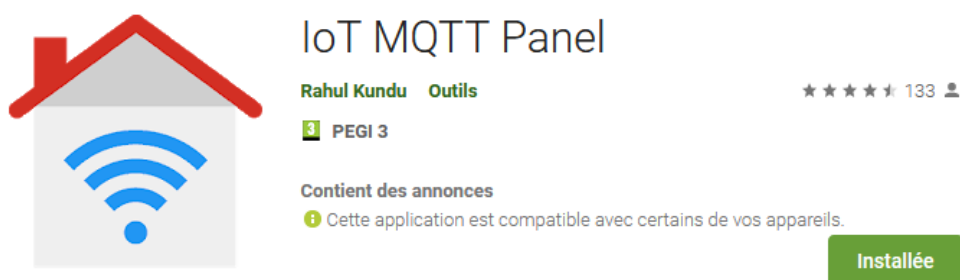 IoT MQTT Panel
Rahul Kundu Outils
133
3 PEGI 3
Contient des annonces
Cette application est compatible avec certains de vos appareils.
Installée